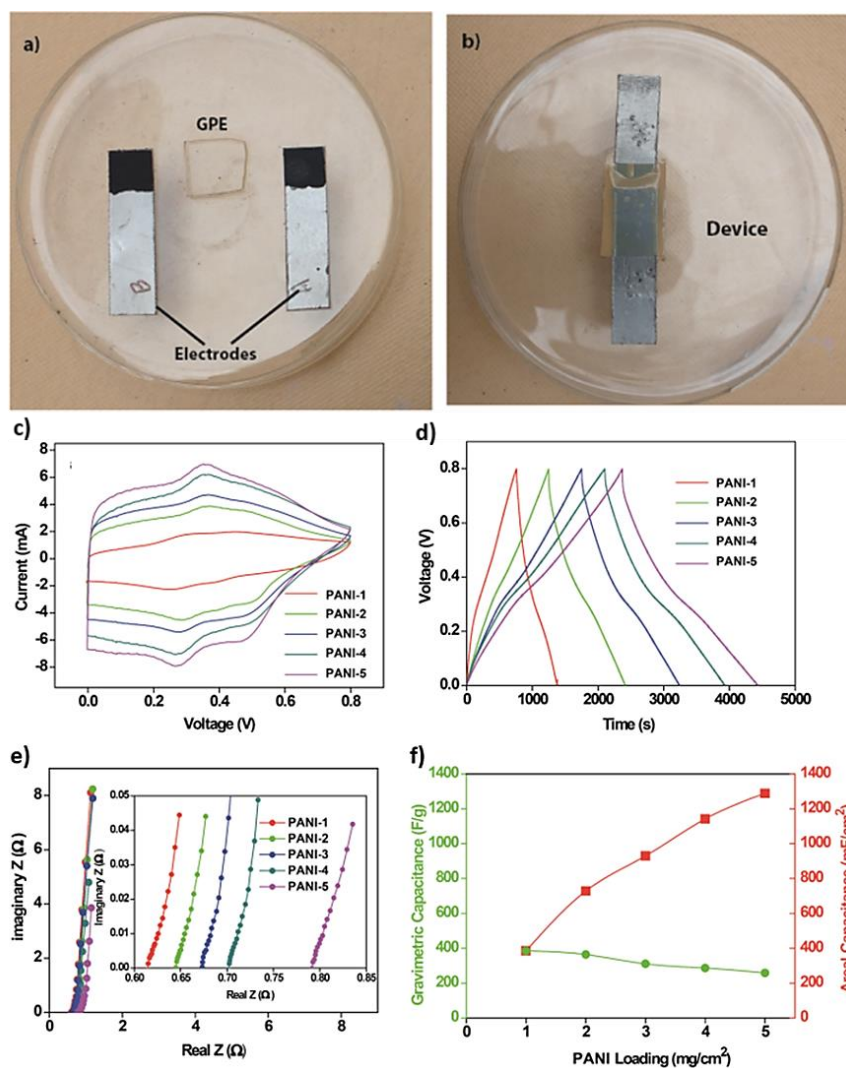 a)
GPE
Electrodes
b)
Device
c)
Current (mA)
8
6
4
2
0
-2
-4
-6
-8
PANI-1
PANI-2
PANI-3
PANI-4
PANI-5
0.0 0.2 0.4 0.6 0.8
Voltage (V)
d)
Voltage (V)
0.8
0.6
0.4
0.2
0.0
PANI-1
PANI-2
PANI-3
PANI-4
PANI-5
0 1000 2000 3000 4000 5000
Time (s)
e)
imaginary Z (Ω)
8
6
4
2
0
Imaginary Z (Ω)
0.05
0.04
0.03
0.02
0.01
0.00
PANI-1
PANI-2
PANI-3
PANI-4
PANI-5
0.60 0.65 0.70 0.75 0.80 0.85
Real Z (Ω)
0 2 4 6 8
Real Z (Ω)
f)
Gravimetric Capacitance (F/g)
1400
1200
1000
800
600
400
200
0
1 2 3 4 5
PANI Loading (mg/cm²)
1400
1200
1000
800
600
400
200
0
Areal Capacitance (mF/cm²)